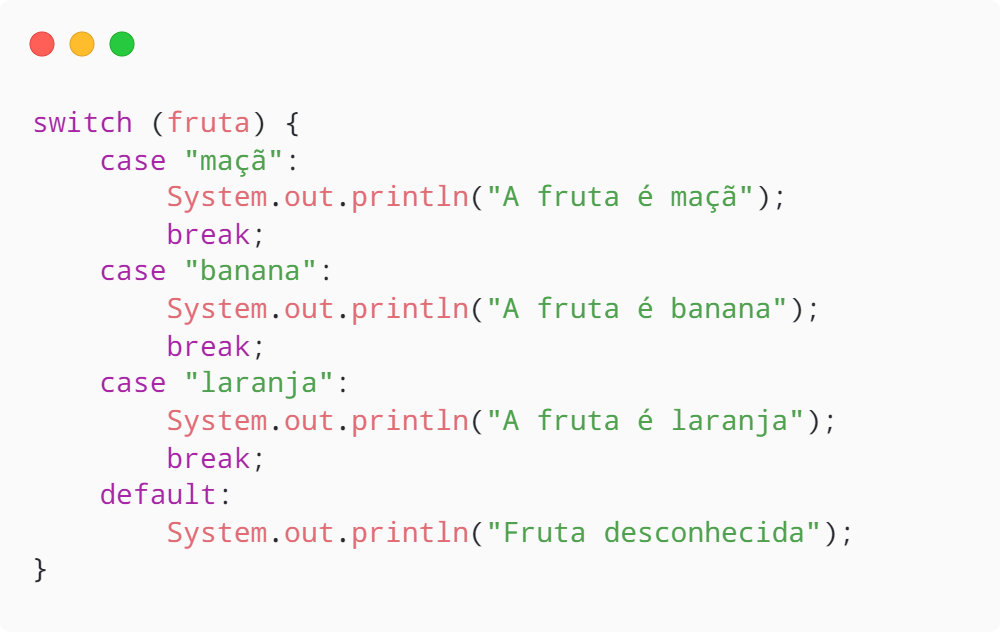 switch (fruta) {
    case "maçã":
        System.out.println("A fruta é maçã");
        break;
    case "banana":
        System.out.println("A fruta é banana");
        break;
    case "laranja":
        System.out.println("A fruta é laranja");
        break;
    default:
        System.out.println("Fruta desconhecida");
}